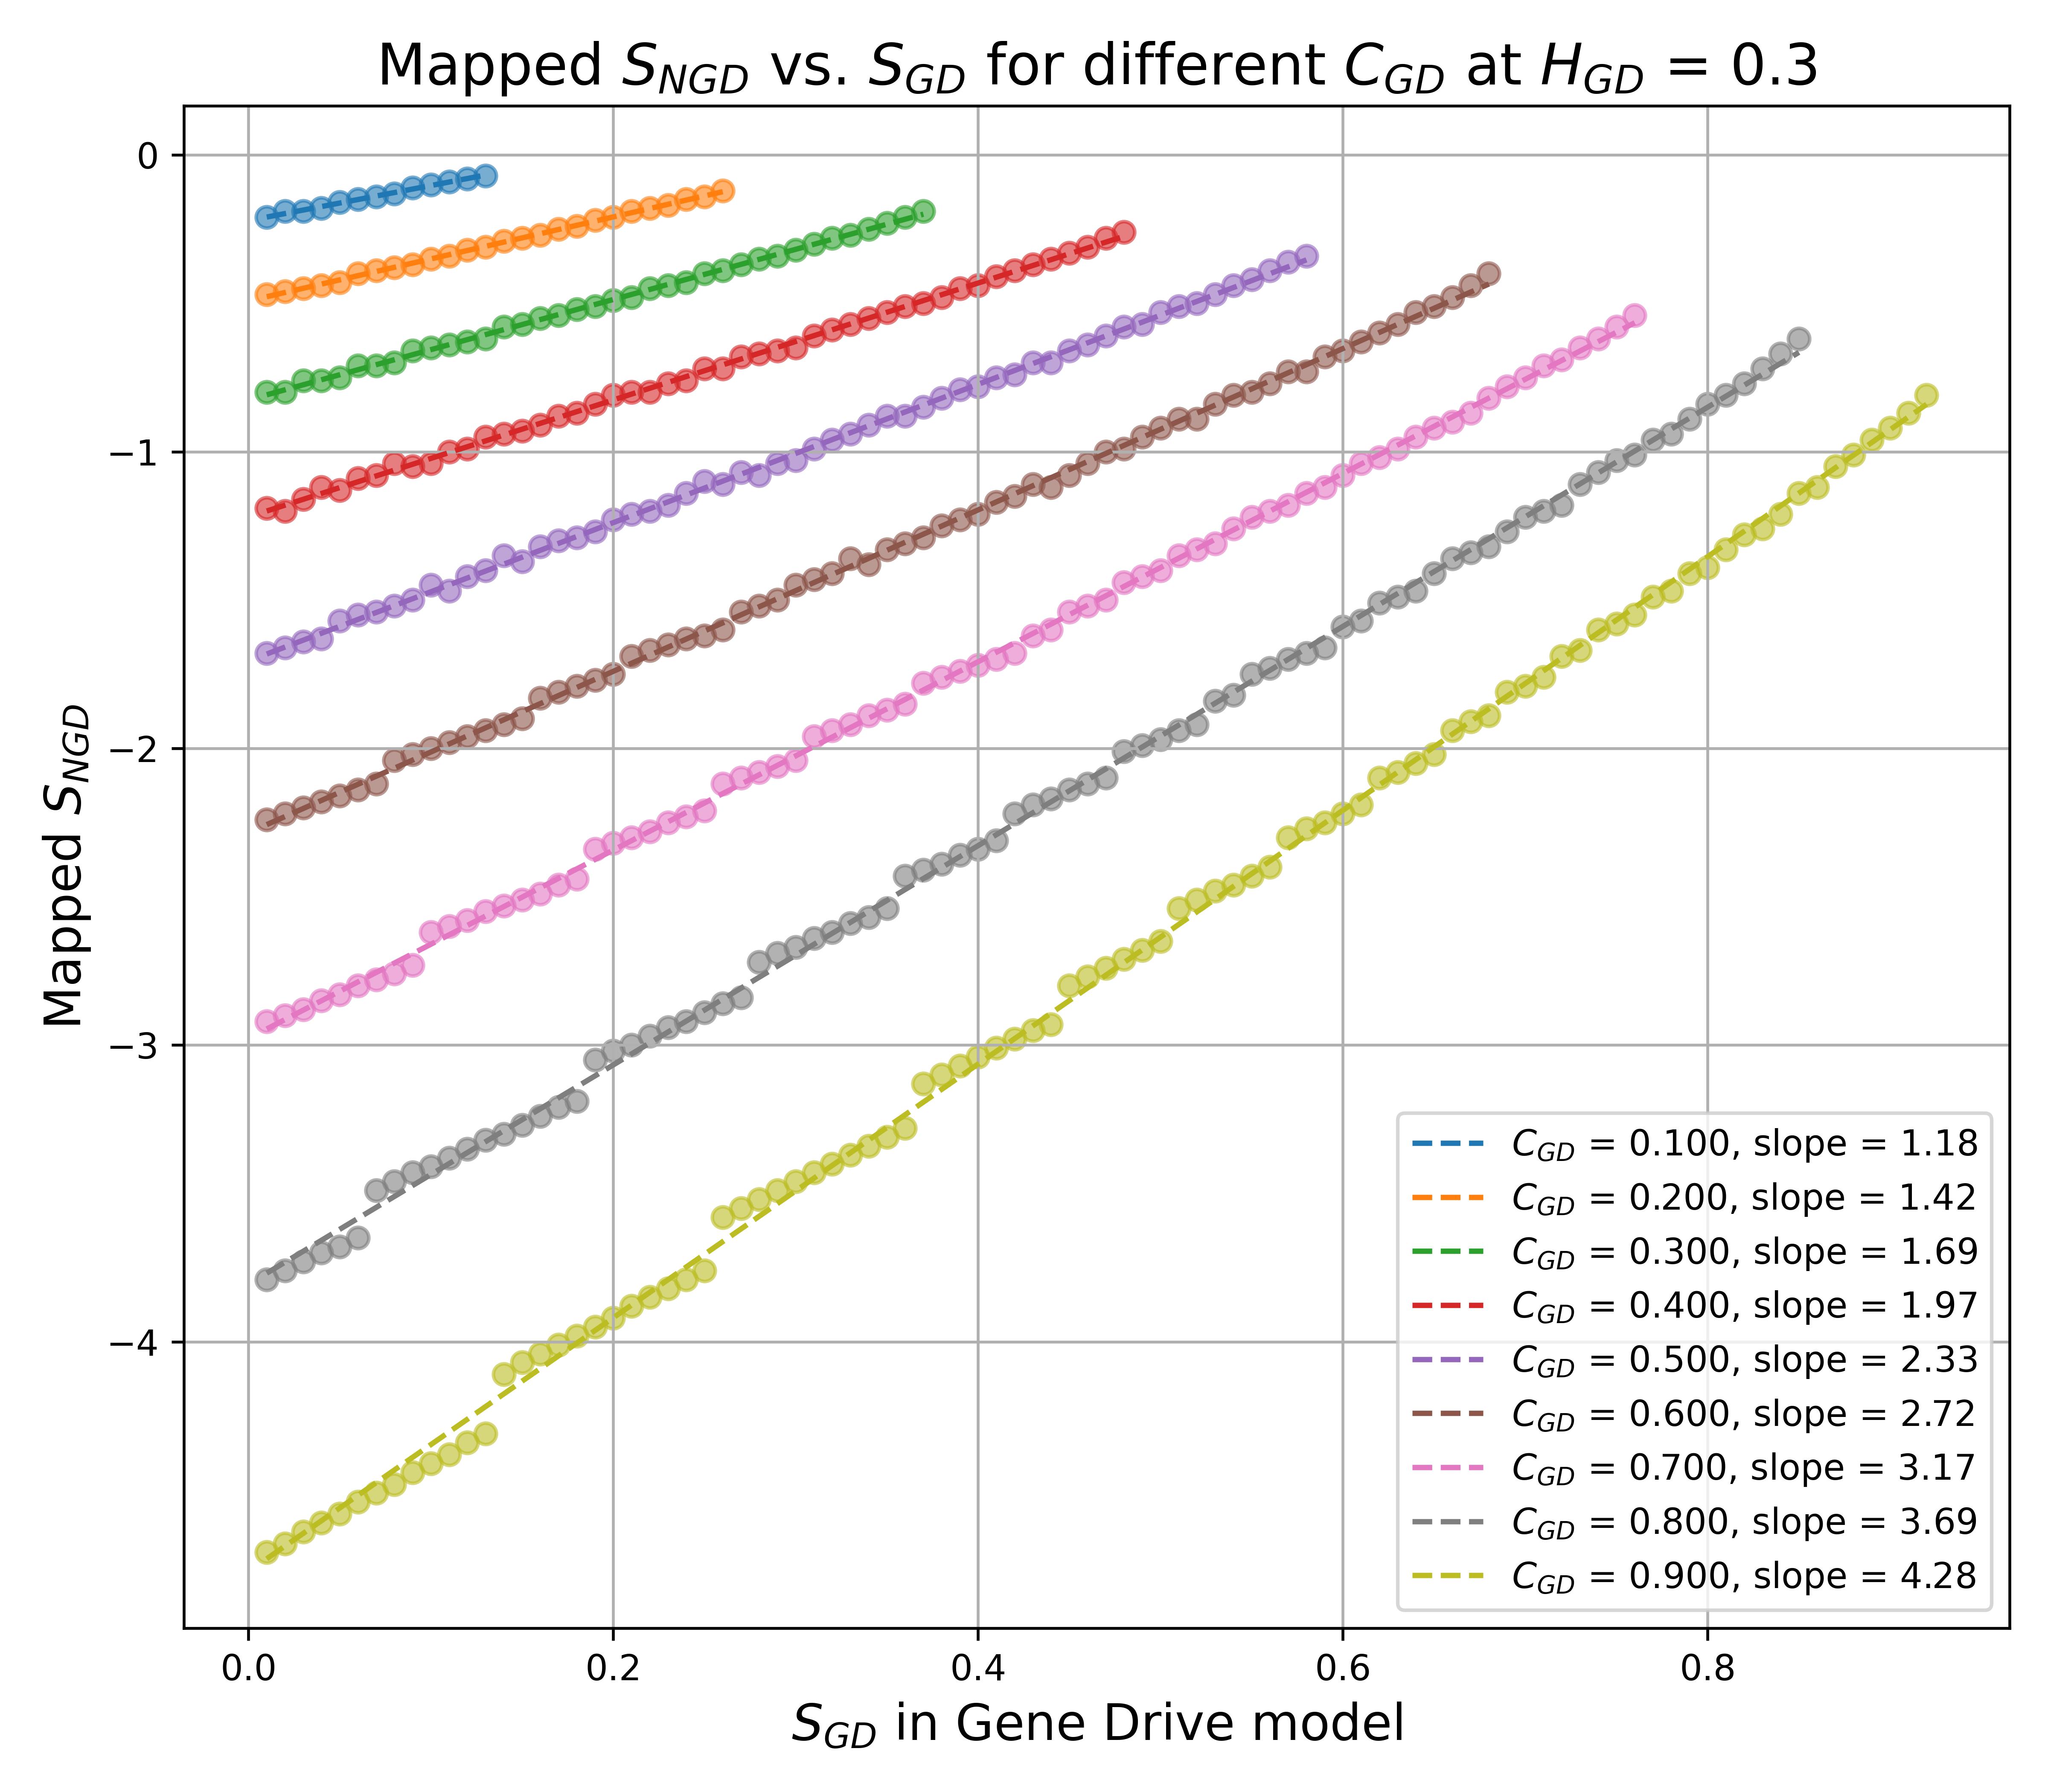 Mapped S_NGD vs. S_GD for different C_GD at H_GD = 0.3
0
−1
−2
−3
−4
Mapped S_NGD
C_GD = 0.100, slope = 1.18
C_GD = 0.200, slope = 1.42
C_GD = 0.300, slope = 1.69
C_GD = 0.400, slope = 1.97
C_GD = 0.500, slope = 2.33
C_GD = 0.600, slope = 2.72
C_GD = 0.700, slope = 3.17
C_GD = 0.800, slope = 3.69
C_GD = 0.900, slope = 4.28
0.0 0.2 0.4 0.6 0.8
S_GD in Gene Drive model